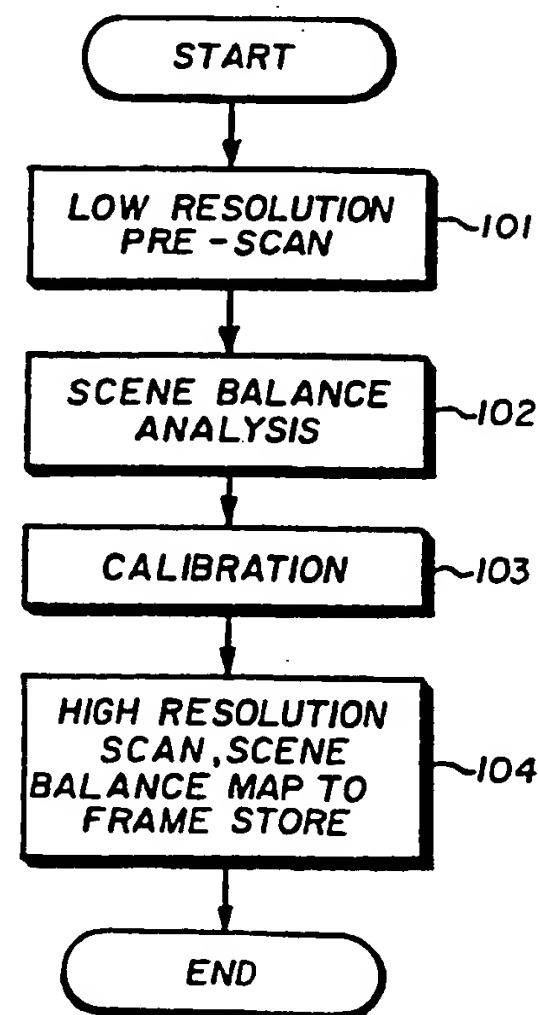 START
LOW RESOLUTION
PRE-SCAN
101
SCENE BALANCE
ANALYSIS
102
CALIBRATION
103
HIGH RESOLUTION
SCAN, SCENE
BALANCE MAP TO
FRAME STORE
104
END